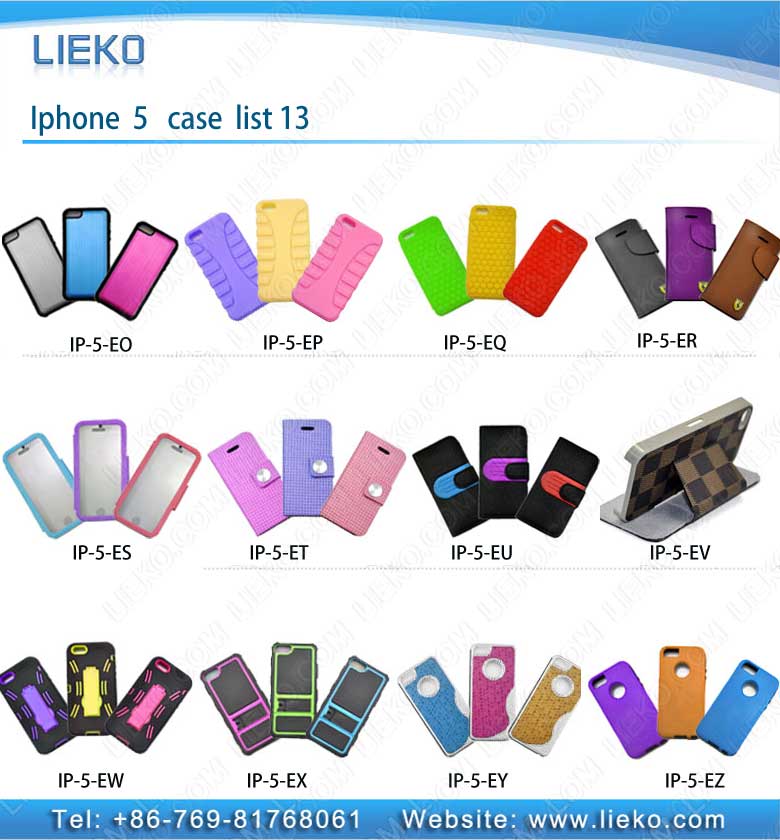 LIEKO
Iphone 5 case list 13
IP-5-EO
IP-5-EP
IP-5-EQ
IP-5-ER
IP-5-ES
IP-5-ET
IP-5-EU
IP-5-EV
IP-5-EW
IP-5-EX
IP-5-EY
IP-5-EZ
Tel: +86-769-81768061 Website: www.lieko.com